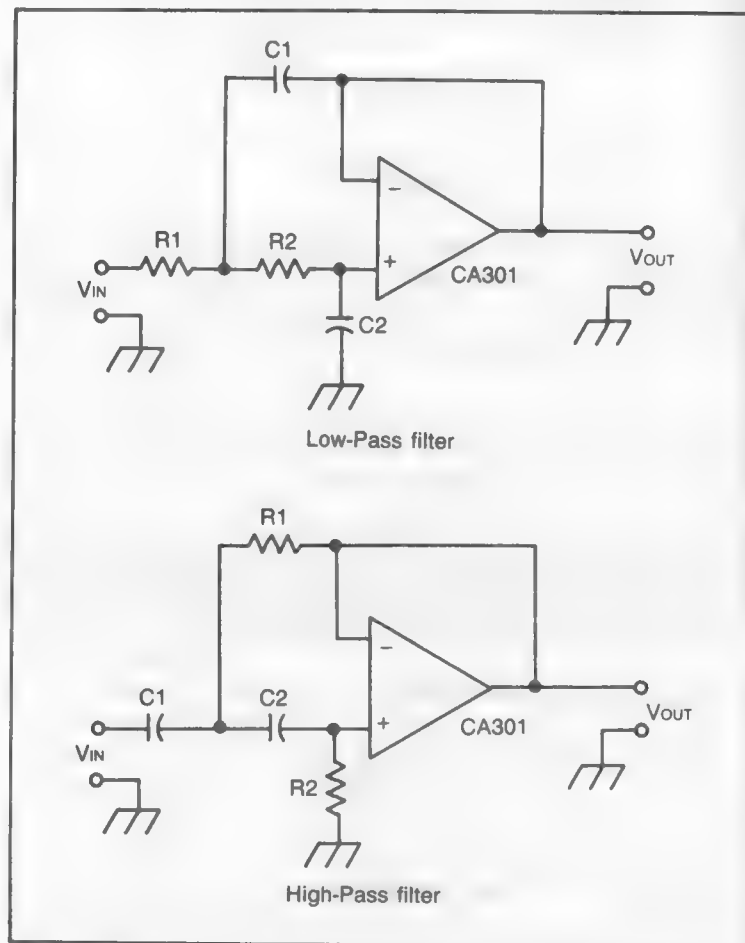 C1
−
R1
R2
+
VIN
CA301
VOUT
C2
Low-Pass filter
R1
−
C1
C2
+
VIN
CA301
VOUT
R2
High-Pass filter